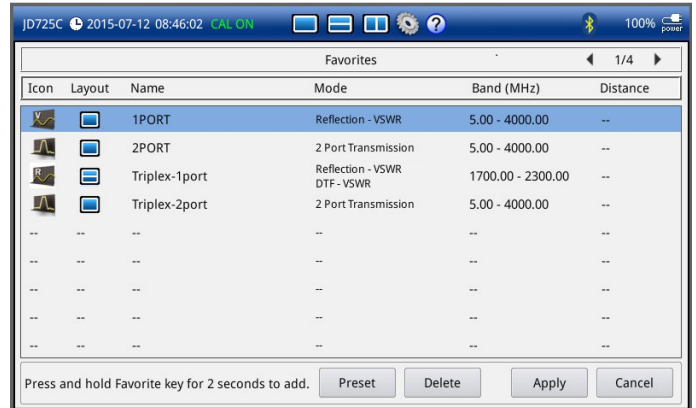 JD725C 2015-07-12 08:46:02 CAL ON ? 100% power
Favorites 1/4
Icon Layout Name Mode Band (MHz) Distance
V 1PORT Reflection - VSWR 5.00 - 4000.00 --
2PORT 2 Port Transmission 5.00 - 4000.00 --
R Triplex-1port Reflection - VSWR 1700.00 - 2300.00 --
DTF - VSWR
Triplex-2port 2 Port Transmission 5.00 - 4000.00 --
-- -- -- -- -- --
-- -- -- -- -- --
-- -- -- -- -- --
-- -- -- -- -- --
-- -- -- -- -- --
Press and hold Favorite key for 2 seconds to add. Preset Delete Apply Cancel